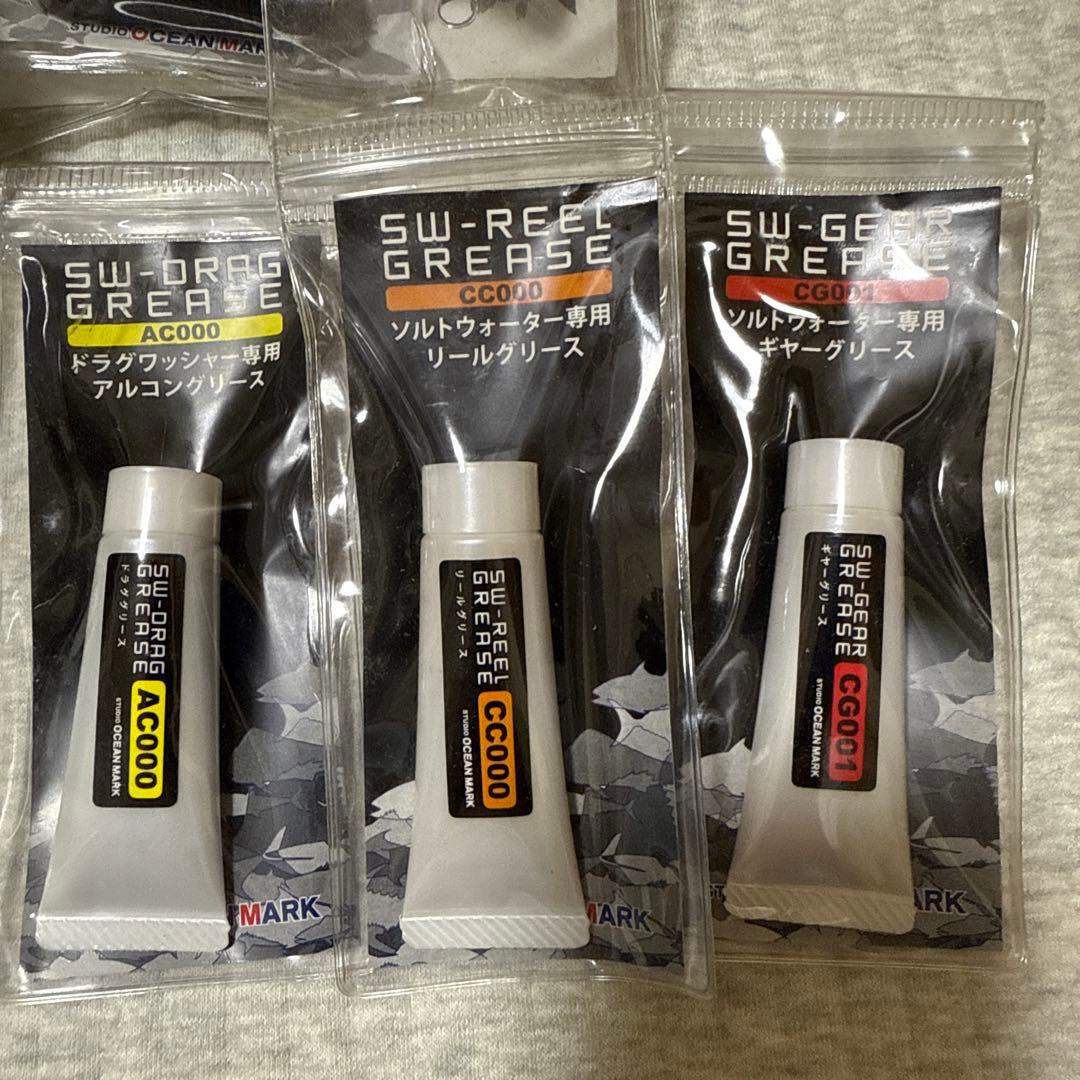 STUDIO OCEAN MARK
SW-DRAG
GREASE
AC000
ドラグワッシャー専用
アルコングリース
SW-DRAG
GREASE
ドラググリース
AC000
STUDIO OCEAN MARK
MARK
SW-REEL
GREASE
CC000
ソルトウォーター専用
リールグリース
SW-REEL
GREASE
リールグリース
CC000
STUDIO OCEAN MARK
MARK
SW-GEAR
GREASE
CG001
ソルトウォーター専用
ギヤーグリース
SW-GEAR
GREASE
ギヤーグリース
CG001
STUDIO OCEAN MARK
ARK